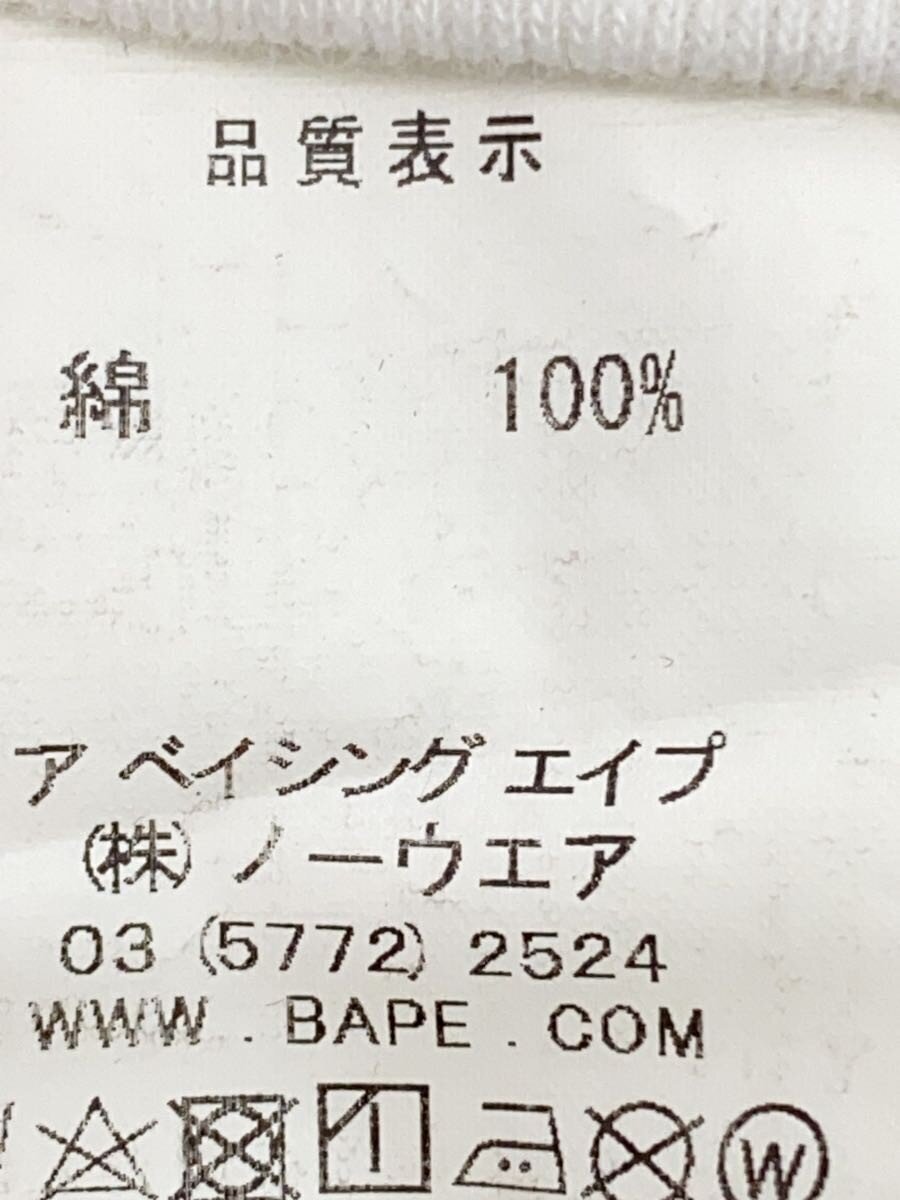 品質表示
綿 100%
ア ベイシング エイプ
(株) ノーウエア
03 (5772) 2524
WWW . BAPE . COM
W